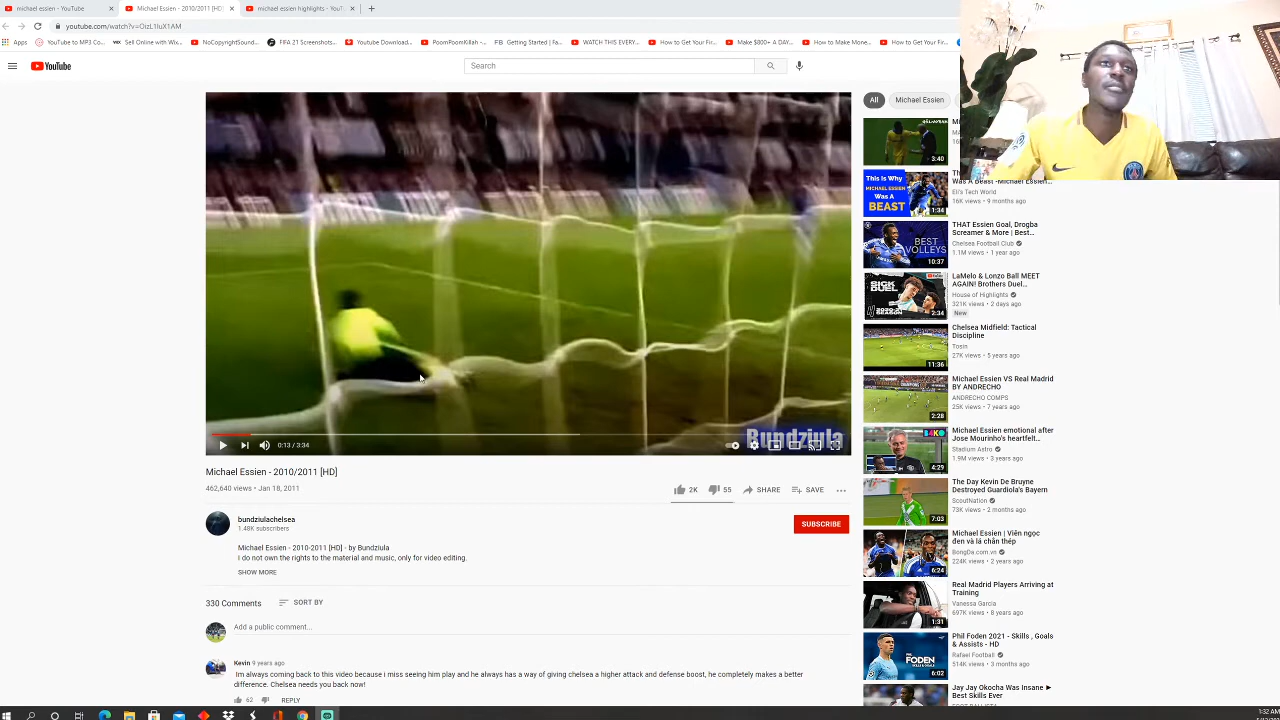 michael essien - YouTube
Michael Essien - 2010/2011 [HD]
michael essien highlights - YouT
youtube.com/watch?v=OizL1IuX1AM
Apps
YouTube to MP3 Co
Sell Online with Wix
NoCopyrightSound
FIFA 21
Youtube Download
Getting Started | Fa
WATCH THIS EVERY
How to Get Your Fir
Make $800+ A DAY
How to Make Mone
How to Get Your Fir
YouTube
Search
All
Michael Essien
3:40
This Is Why
MICHAEL ESSIEN
Was A
BEAST
1:34
Was A Beast -Michael Essien...
Eli's Tech World
16K views • 9 months ago
BEST
VOLLEYS
10:37
THAT Essien Goal, Drogba
Screamer & More | Best...
Chelsea Football Club
1.1M views • 1 year ago
SICK
DUEL
2:34
LaMelo & Lonzo Ball MEET
AGAIN! Brothers Duel...
House of Highlights
321K views • 2 days ago
New
11:36
Chelsea Midfield: Tactical
Discipline
Tosin
27K views • 5 years ago
2:28
Michael Essien VS Real Madrid
BY ANDRECHO
ANDRECHO COMPS
25K views • 7 years ago
4:29
Michael Essien emotional after
Jose Mourinho's heartfelt...
Stadium Astro
1.9M views • 3 years ago
7:03
The Day Kevin De Bruyne
Destroyed Guardiola's Bayern
ScoutNation
73K views • 2 months ago
6:24
Michael Essien | Viên ngọc
đen và lá chắn thép
BongDa.com.vn
224K views • 2 years ago
1:31
Real Madrid Players Arriving at
Training
Vanessa Garcia
697K views • 8 years ago
PHIL
FODEN
6:02
Phil Foden 2021 - Skills , Goals
& Assists - HD
Rafael Football
514K views • 3 months ago
Jay Jay Okocha Was Insane ►
Best Skills Ever
Bundziula
0:13 / 3:34
Michael Essien - 2010/2011 [HD]
462,640 views • Jan 18, 2011
2K
55
SHARE
SAVE
bundziulachelsea
1.48K subscribers
SUBSCRIBE
Michael Essien - 2010-2011 [HD] - by Bundziula
I do not own the rights to the material and music, only for video editing.
SHOW MORE
330 Comments
SORT BY
Add a public comment...
Kevin 9 years ago
Im always coming back to this video because i miss seeing him play and he always has a way of giving chelsea a higher attack and defense boost, he completely makes a better
difference. Chelsea needs you back now!
62
REPLY
1:32 AM